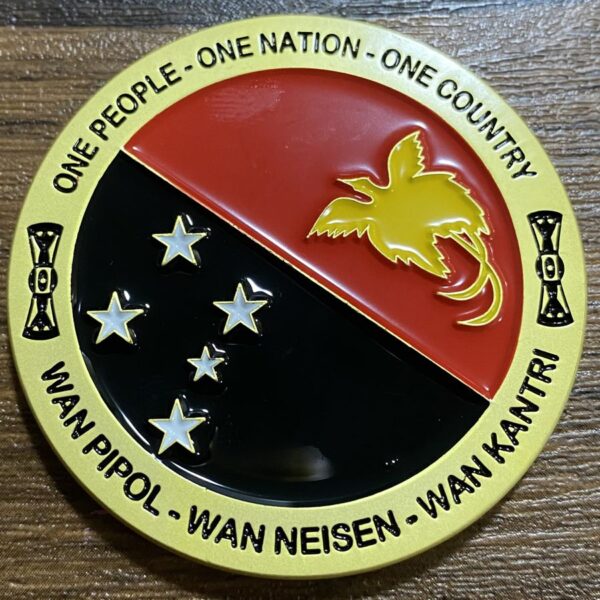 ONE PEOPLE - ONE NATION - ONE COUNTRY
WAN PIPOL - WAN NEISEN - WAN KANTRI